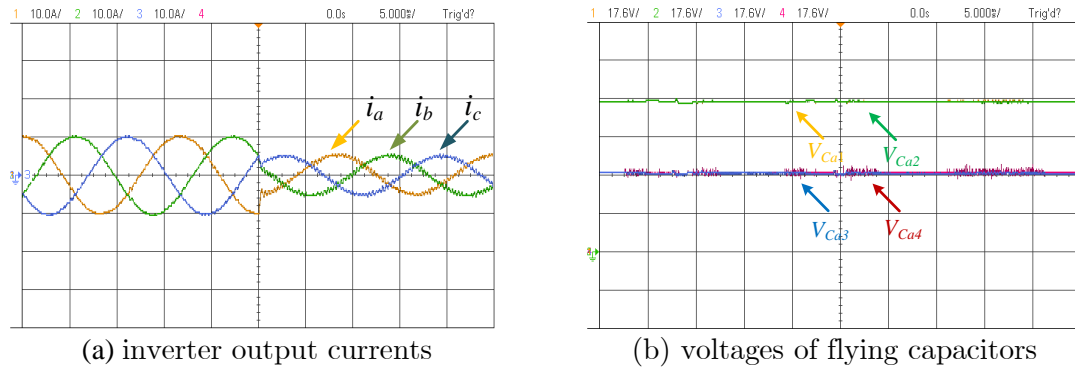 1 10.0A/ 2 10.0A/ 3 10.0A/ 4 0.0s 5.000㎳/ Trig'd?
i_a i_b i_c
3 3
(a) inverter output currents
1 17.6V/ 2 17.6V/ 3 17.6V/ 4 17.6V/ 0.0s 5.000㎳/ Trig'd?
V_Ca1 V_Ca2
V_Ca3 V_Ca4
(b) voltages of flying capacitors